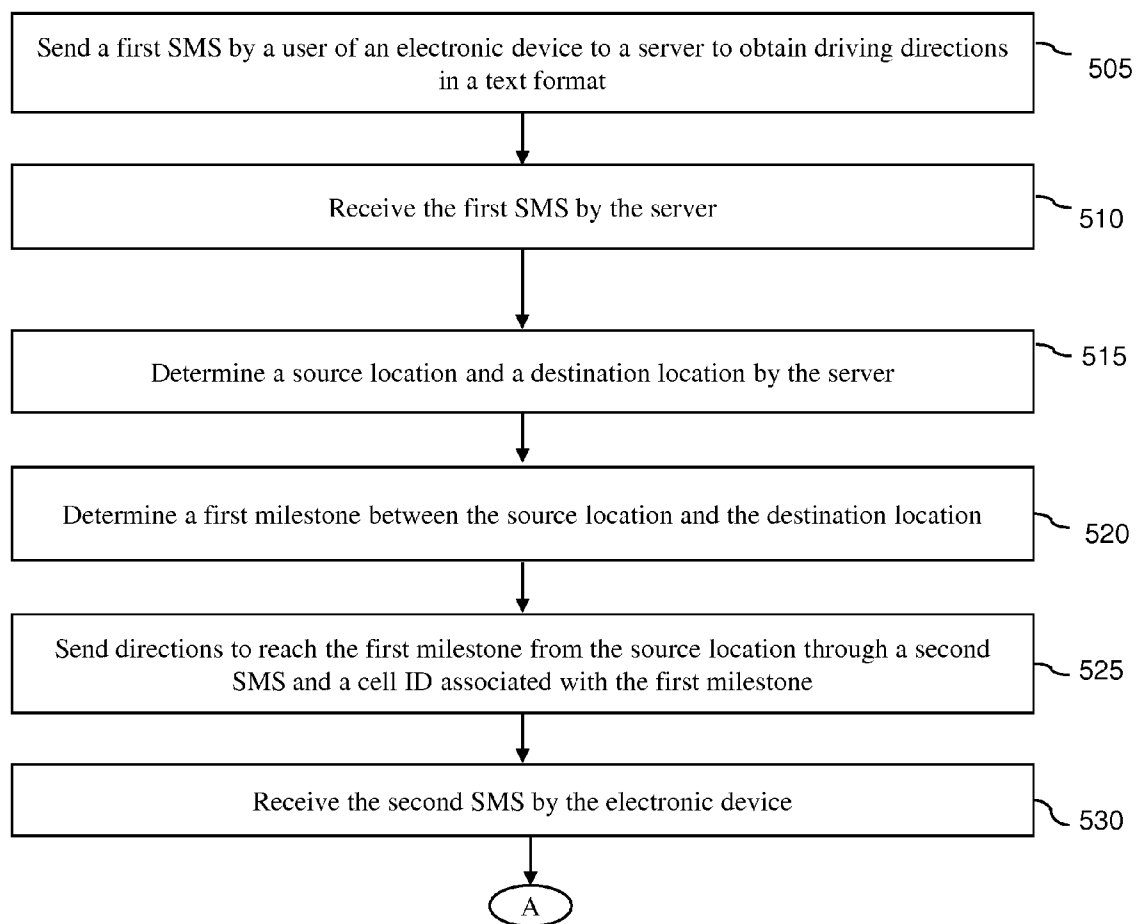 Send a first SMS by a user of an electronic device to a server to obtain driving directions
in a text format
505
Receive the first SMS by the server
510
Determine a source location and a destination location by the server
515
Determine a first milestone between the source location and the destination location
520
Send directions to reach the first milestone from the source location through a second
SMS and a cell ID associated with the first milestone
525
Receive the second SMS by the electronic device
530
A